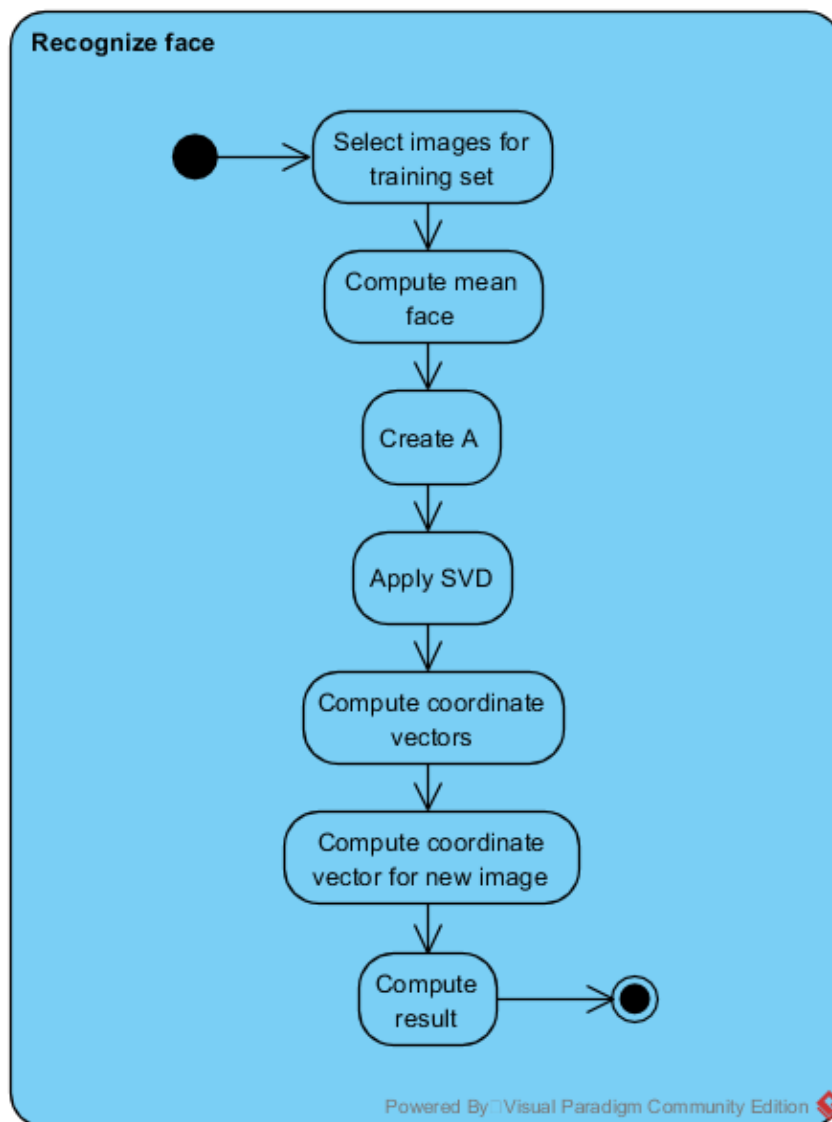 Recognize face
Select images for
training set
Compute mean
face
Create A
Apply SVD
Compute coordinate
vectors
Compute coordinate
vector for new image
Compute
result
Powered By Visual Paradigm Community Edition